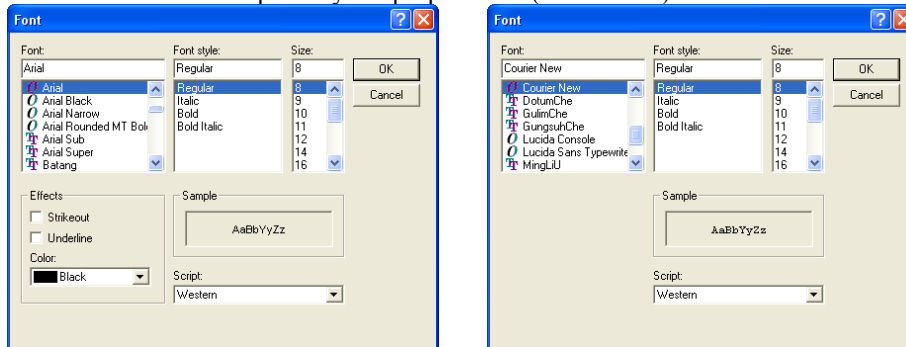 Font
Font:
Font style:
Size:
Arial
Regular
8
OK
Arial
Regular
8
Cancel
Arial Black
Italic
9
Arial Narrow
Bold
10
Arial Rounded MT Bol
Bold Italic
11
Arial Sub
12
Arial Super
14
Batang
16
Effects
Strikeout
Underline
Color:
Black
Sample
AaBbYyZz
Script:
Western
Font
Font:
Font style:
Size:
Courier New
Regular
8
OK
Courier New
Regular
8
Cancel
DotumChe
Italic
9
GulimChe
Bold
10
GungsuhChe
Bold Italic
11
Lucida Console
12
Lucida Sans Typewrite
14
MingLiU
16
Sample
AaBbYyZz
Script:
Western